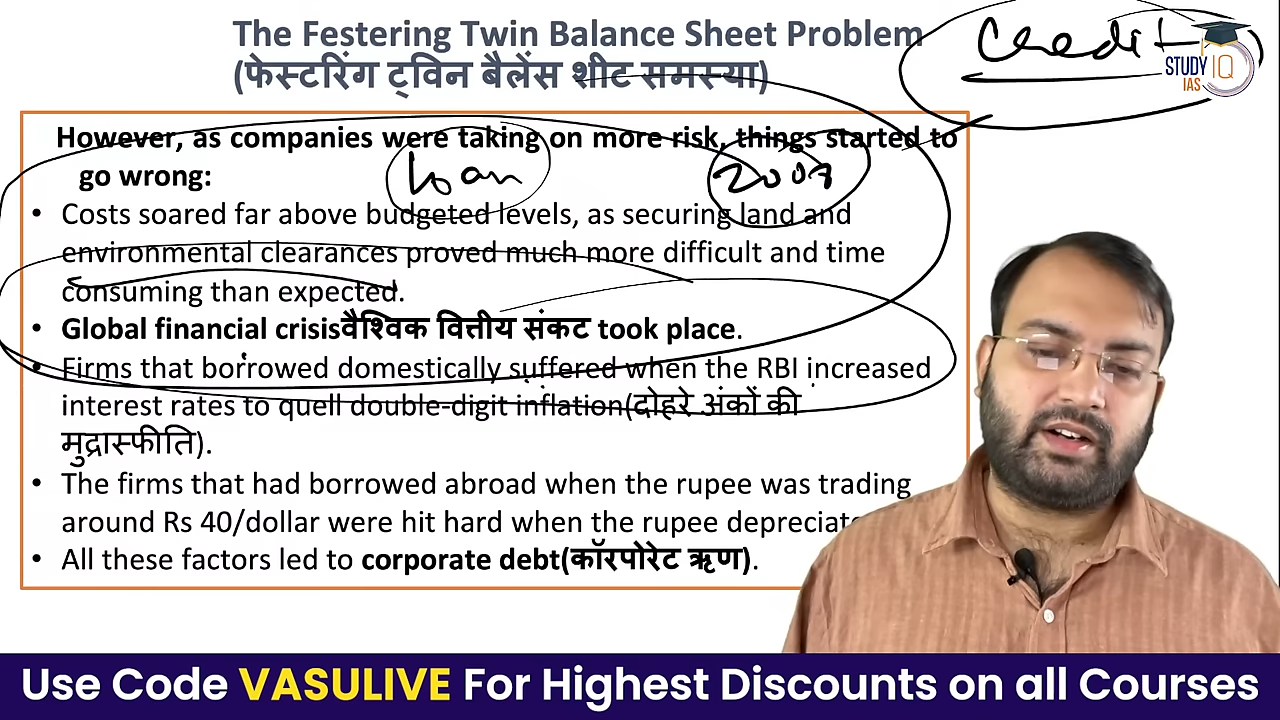 The Festering Twin Balance Sheet Problem
(फेस्टरिंग ट्विन बैलेंस शीट समस्या)
credit
STUDY IQ
IAS
However, as companies were taking on more risk, things started to
go wrong:
loan
• Costs soared far above budgeted levels, as securing land and
environmental clearances proved much more difficult and time
consuming than expected.
• Global financial crisisवैश्विक वित्तीय संकट took place.
• Firms that borrowed domestically suffered when the RBI increased
interest rates to quell double-digit inflation(दोहरे अंकों की
मुद्रास्फीति).
• The firms that had borrowed abroad when the rupee was trading
around Rs 40/dollar were hit hard when the rupee
• All these factors led to corporate debt(कॉरपोरेट ऋण).
Use Code VASULIVE For Highest Discounts on all Courses